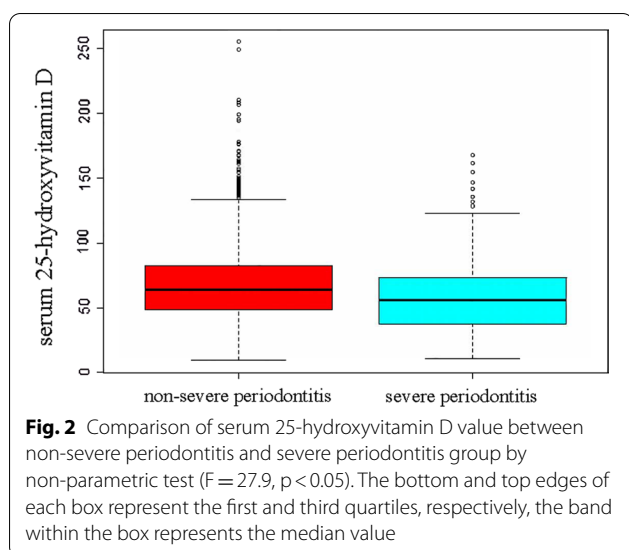 250
200
150
100
50
0
serum 25-hydroxyvitamin D
non-severe periodontitis severe periodontitis
Fig. 2 Comparison of serum 25-hydroxyvitamin D value between
non-severe periodontitis and severe periodontitis group by
non-parametric test (F = 27.9, p < 0.05). The bottom and top edges of
each box represent the first and third quartiles, respectively, the band
within the box represents the median value